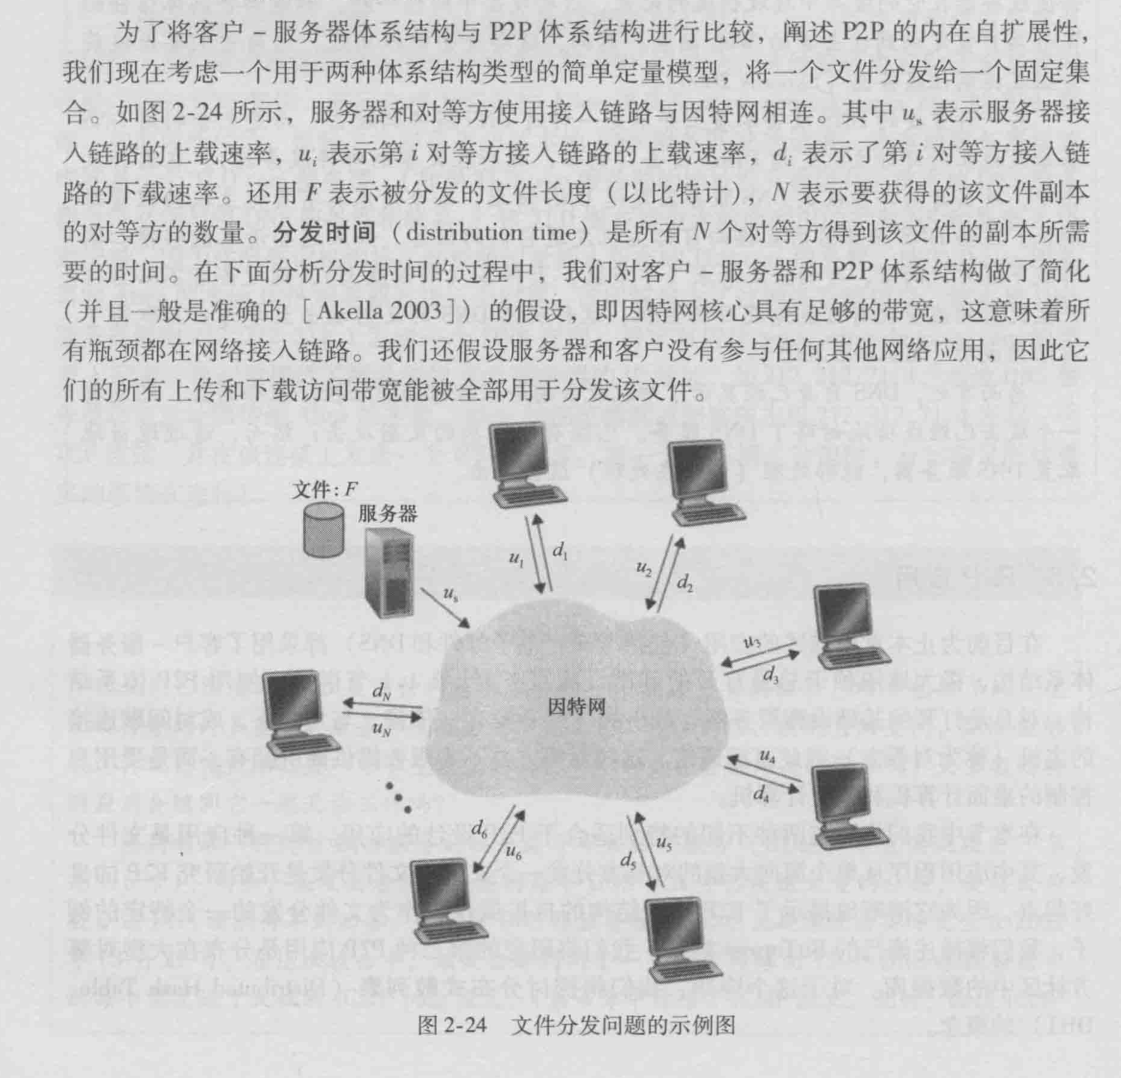 为了将客户-服务器体系结构与 P2P 体系结构进行比较，阐述 P2P 的内在自扩展性，
我们现在考虑一个用于两种体系结构类型的简单定量模型，将一个文件分发给一个固定集
合。如图 2-24 所示，服务器和对等方使用接入链路与因特网相连。其中 uₛ 表示服务器接
入链路的上载速率，uᵢ 表示第 i 对等方接入链路的上载速率，dᵢ 表示了第 i 对等方接入链
路的下载速率。还用 F 表示被分发的文件长度（以比特计），N 表示要获得的该文件副本
的对等方的数量。分发时间（distribution time）是所有 N 个对等方得到该文件的副本所需
要的时间。在下面分析分发时间的过程中，我们对客户-服务器和 P2P 体系结构做了简化
（并且一般是准确的［Akella 2003］）的假设，即因特网核心具有足够的带宽，这意味着所
有瓶颈都在网络接入链路。我们还假设服务器和客户没有参与任何其他网络应用，因此它
们的所有上传和下载访问带宽能被全部用于分发该文件。
文件：F
服务器
uₛ
u₁
d₁
u₂
d₂
u₃
d₃
因特网
d_N
u_N
u₄
d₄
d₆
u₆
u₅
d₅
图 2-24 文件分发问题的示例图